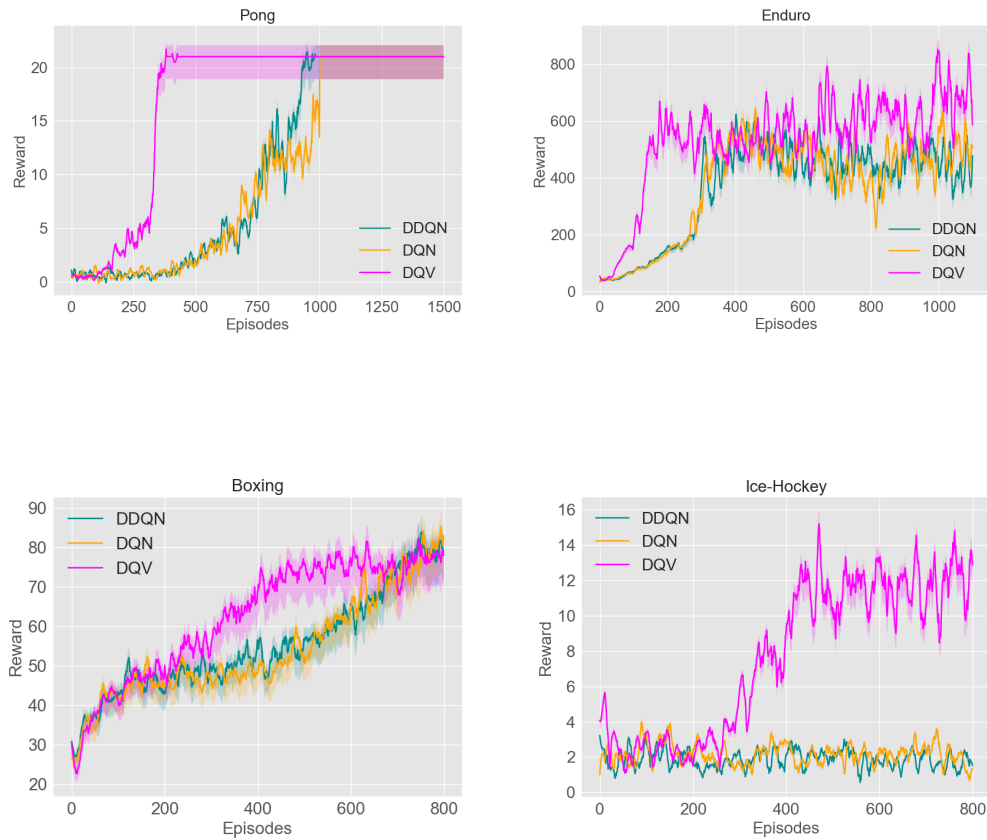 Pong
20
15
10
5
0
Reward
DDQN
DQN
DQV
0 250 500 750 1000 1250 1500
Episodes
Enduro
800
600
400
200
0
Reward
DDQN
DQN
DQV
0 200 400 600 800 1000
Episodes
Boxing
90
80
70
60
50
40
30
20
Reward
DDQN
DQN
DQV
0 200 400 600 800
Episodes
Ice-Hockey
16
14
12
10
8
6
4
2
0
Reward
DDQN
DQN
DQV
0 200 400 600 800
Episodes